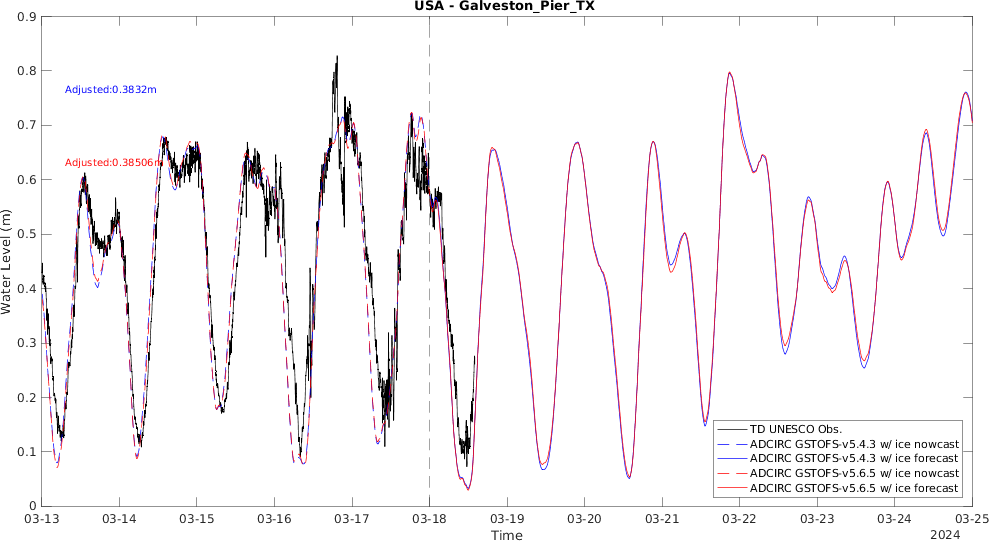 USA - Galveston_Pier_TX
0.9
0.8
0.7
0.6
0.5
0.4
0.3
0.2
0.1
0
Water Level (m)
Adjusted:0.3832m
Adjusted:0.38506m
TD UNESCO Obs.
ADCIRC GSTOFS-v5.4.3 w/ ice nowcast
ADCIRC GSTOFS-v5.4.3 w/ ice forecast
ADCIRC GSTOFS-v5.6.5 w/ ice nowcast
ADCIRC GSTOFS-v5.6.5 w/ ice forecast
03-13 03-14 03-15 03-16 03-17 03-18 03-19 03-20 03-21 03-22 03-23 03-24 03-25
Time
2024